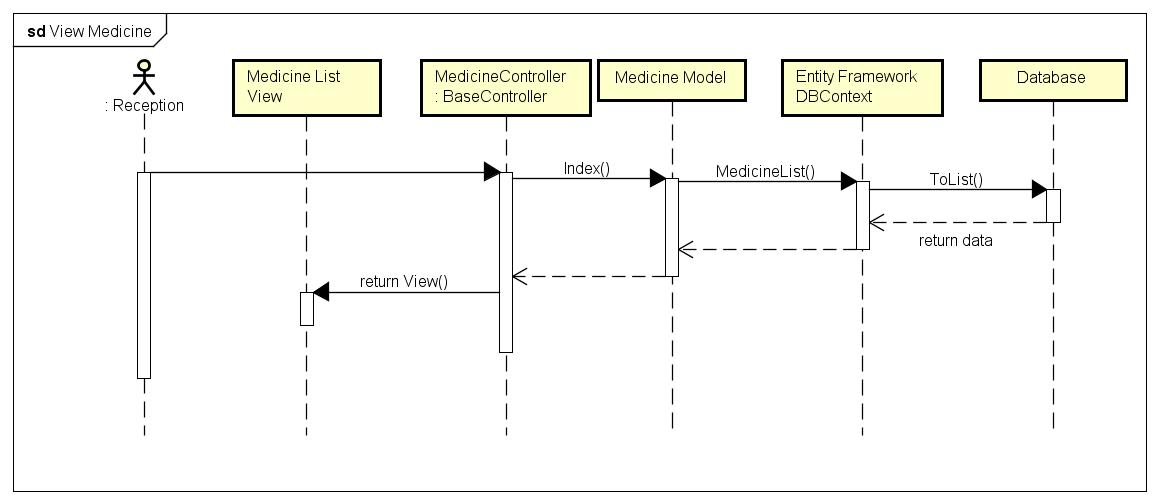 sd View Medicine
: Reception
Medicine List
View
MedicineController
: BaseController
Medicine Model
Entity Framework
DBContext
Database
Index()
MedicineList()
ToList()
return data
return View()